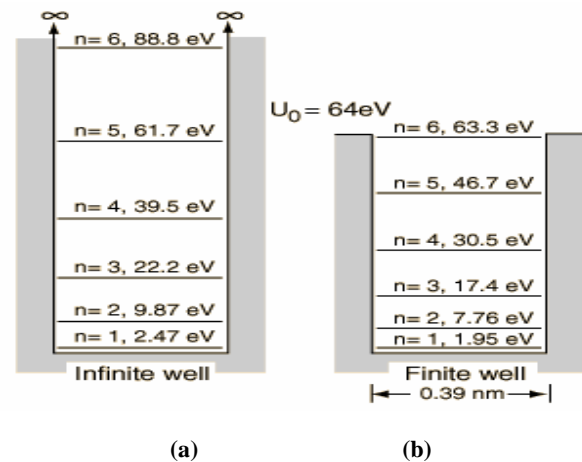 ∞ ∞
n= 6, 88.8 eV
n= 5, 61.7 eV
n= 4, 39.5 eV
n= 3, 22.2 eV
n= 2, 9.87 eV
n= 1, 2.47 eV
Infinite well
U₀ = 64eV
n= 6, 63.3 eV
n= 5, 46.7 eV
n= 4, 30.5 eV
n= 3, 17.4 eV
n= 2, 7.76 eV
n= 1, 1.95 eV
Finite well
0.39 nm
(a) (b)